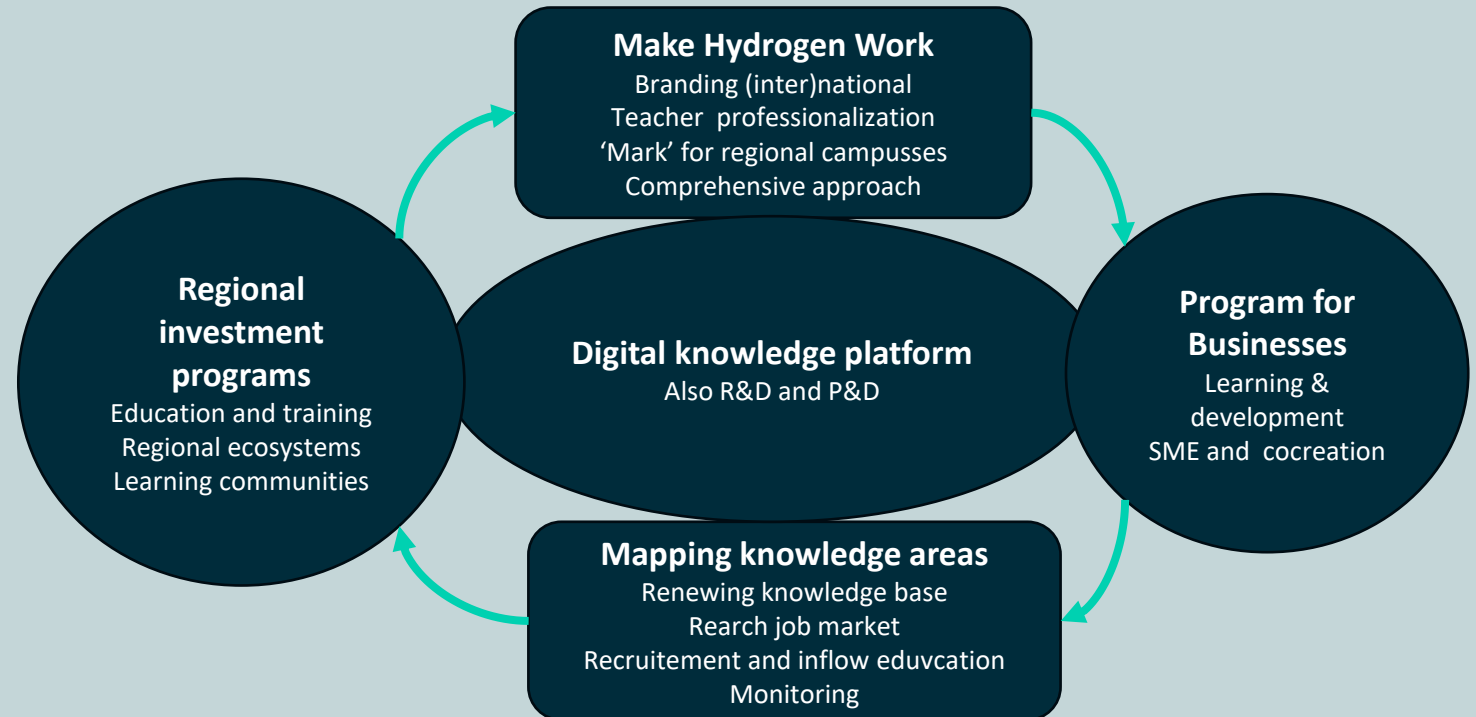 Make Hydrogen Work
Branding (inter)national
Teacher professionalization
‘Mark’ for regional campusses
Comprehensive approach
Regional
investment
programs
Education and training
Regional ecosystems
Learning communities
Digital knowledge platform
Also R&D and P&D
Program for
Businesses
Learning &
development
SME and cocreation
Mapping knowledge areas
Renewing knowledge base
Rearch job market
Recruitement and inflow eduvcation
Monitoring